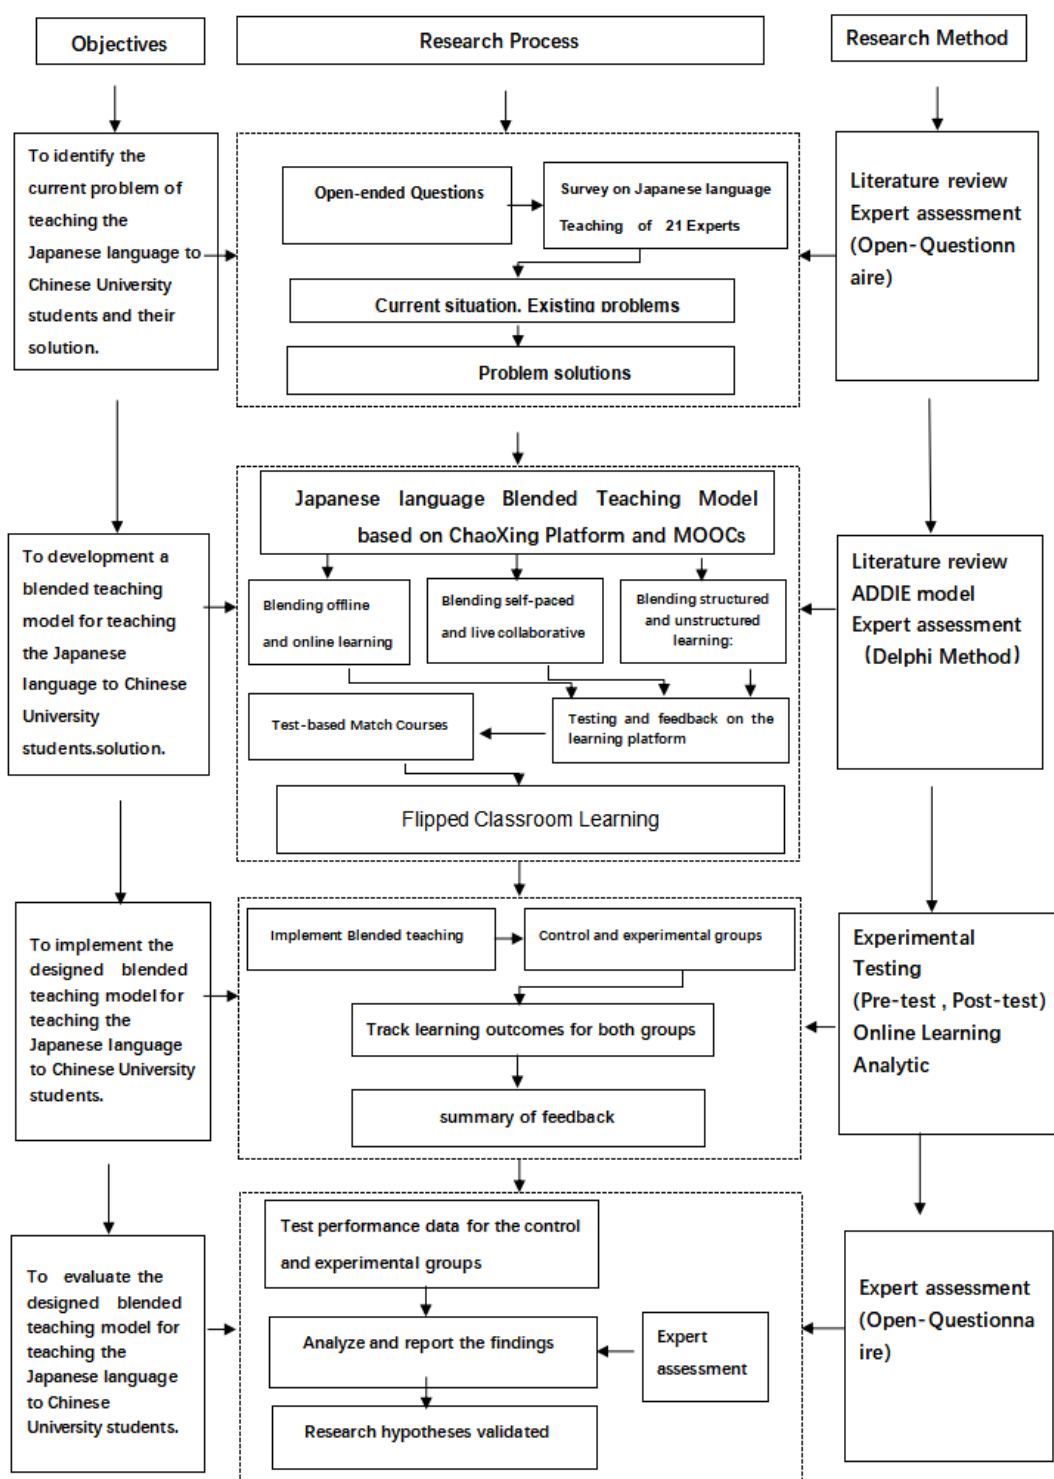 Objectives
Research Process
Research Method
To identify the
current problem of
teaching the
Japanese language to
Chinese University
students and their
solution.
Open-ended Questions
Survey on Japanese language
Teaching of 21 Experts
Current situation. Existing problems
Problem solutions
Literature review
Expert assessment
(Open-Questionn
aire)
To development a
blended teaching
model for teaching
the Japanese
language to Chinese
University
students.solution.
Japanese language Blended Teaching Model
based on ChaoXing Platform and MOOCs
Blending offline
and online learning
Blending self-paced
and live collaborative
Blending structured
and unstructured
learning:
Test-based Match Courses
Testing and feedback on the
learning platform
Flipped Classroom Learning
Literature review
ADDIE model
Expert assessment
(Delphi Method)
To implement the
designed blended
teaching model for
teaching the
Japanese language
to Chinese University
students.
Implement Blended teaching
Control and experimental groups
Track learning outcomes for both groups
summary of feedback
Experimental
Testing
(Pre-test , Post-test)
Online Learning
Analytic
To evaluate the
designed blended
teaching model for
teaching the
Japanese language
to Chinese
University students.
Test performance data for the control
and experimental groups
Analyze and report the findings
Expert
assessment
Research hypotheses validated
Expert assessment
(Open-Questionna
ire)